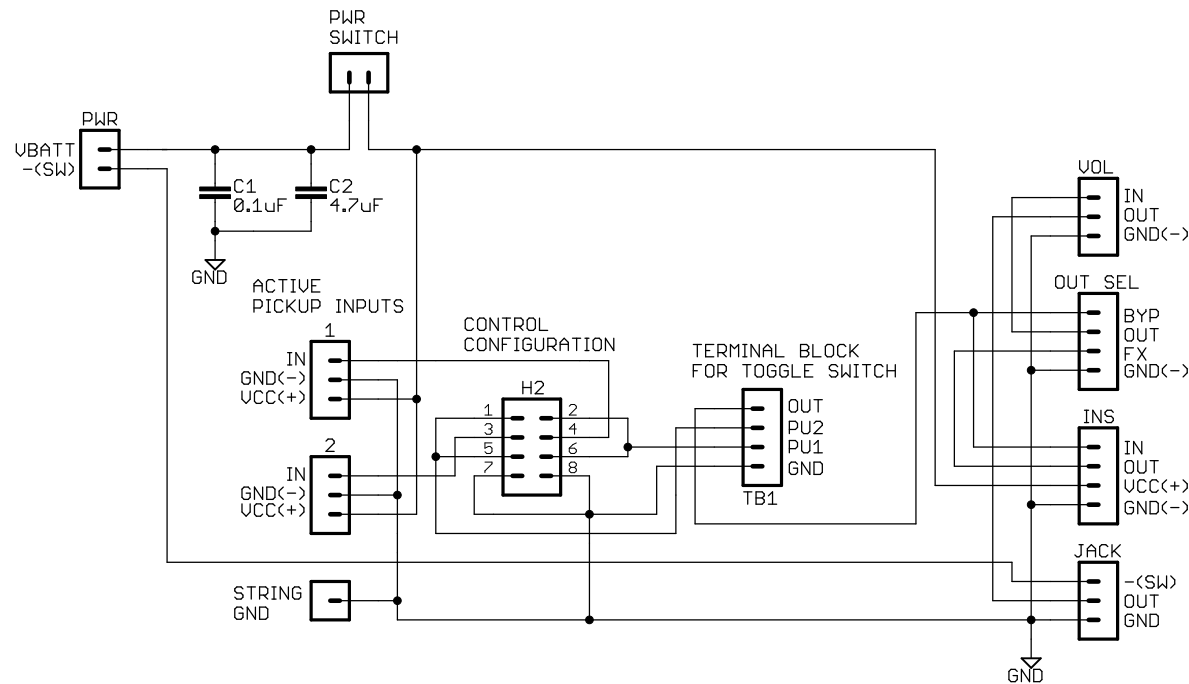 PWR
SWITCH
PWR
VBATT
-(SW)
C1
0.1uF
C2
4.7uF
GND
VOL
IN
OUT
GND(-)
OUT SEL
BYP
OUT
FX
GND(-)
ACTIVE
PICKUP INPUTS
1
IN
GND(-)
VCC(+)
CONTROL
CONFIGURATION
H2
1
2
3
4
5
6
7
8
TERMINAL BLOCK
FOR TOGGLE SWITCH
OUT
PU2
PU1
GND
TB1
INS
IN
OUT
VCC(+)
GND(-)
2
IN
GND(-)
VCC(+)
JACK
-(SW)
OUT
GND
STRING
GND
GND